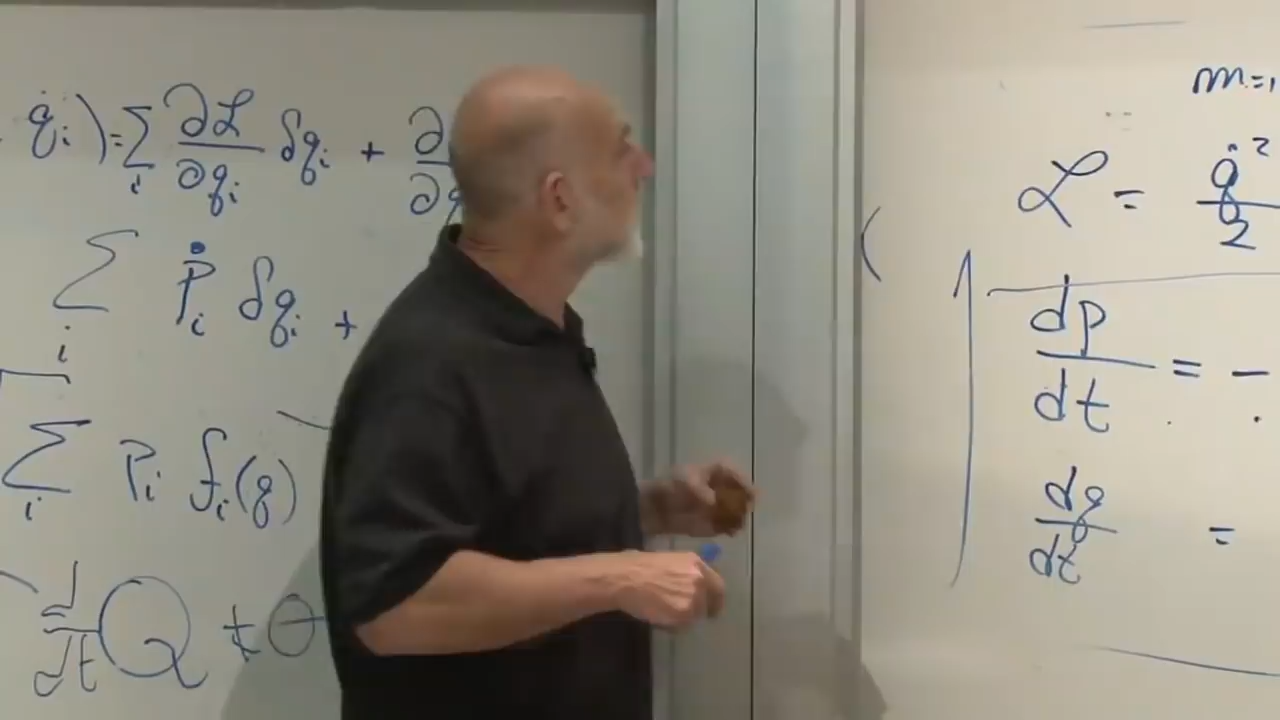 q̇ᵢ) = Σᵢ ∂ℒ/∂qᵢ δqᵢ + ∂/∂q
Σᵢ ṗᵢ δqᵢ +
Σᵢ Pᵢ fᵢ(q)
d/dt Q
m=1
ℒ = q̇²/2
dp/dt = -
dq/dt =